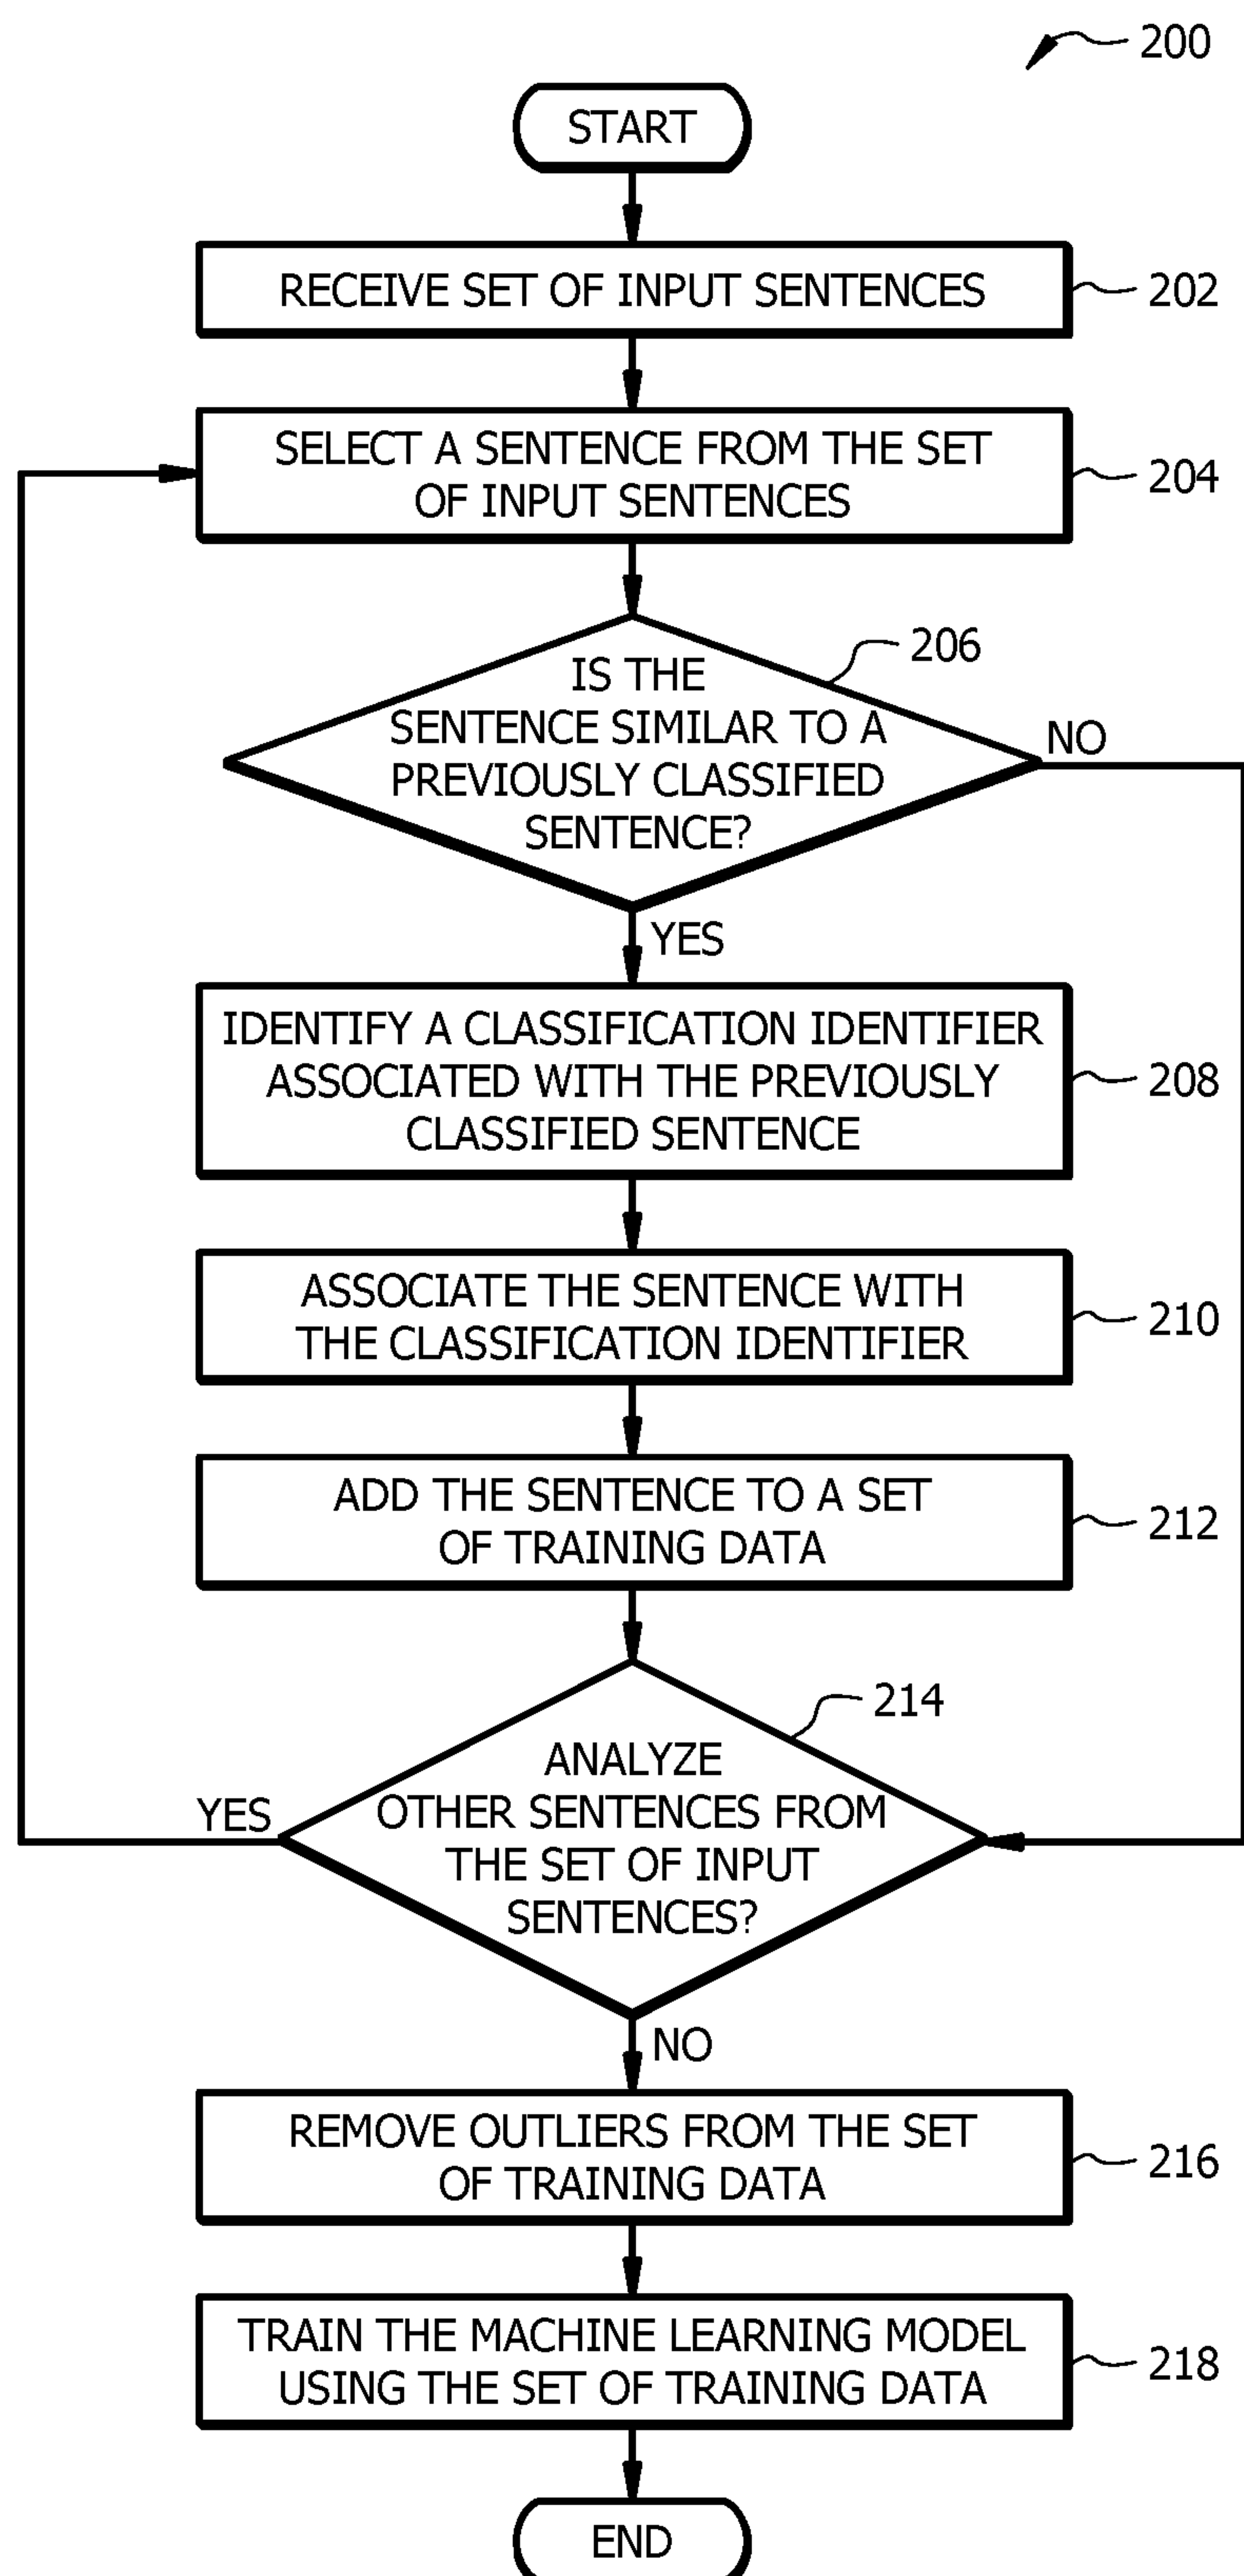 200
START
RECEIVE SET OF INPUT SENTENCES
202
SELECT A SENTENCE FROM THE SET
OF INPUT SENTENCES
204
206
IS THE
SENTENCE SIMILAR TO A
PREVIOUSLY CLASSIFIED
SENTENCE?
NO
YES
IDENTIFY A CLASSIFICATION IDENTIFIER
ASSOCIATED WITH THE PREVIOUSLY
CLASSIFIED SENTENCE
208
ASSOCIATE THE SENTENCE WITH
THE CLASSIFICATION IDENTIFIER
210
ADD THE SENTENCE TO A SET
OF TRAINING DATA
212
214
ANALYZE
OTHER SENTENCES FROM
THE SET OF INPUT
SENTENCES?
YES
NO
REMOVE OUTLIERS FROM THE SET
OF TRAINING DATA
216
TRAIN THE MACHINE LEARNING MODEL
USING THE SET OF TRAINING DATA
218
END